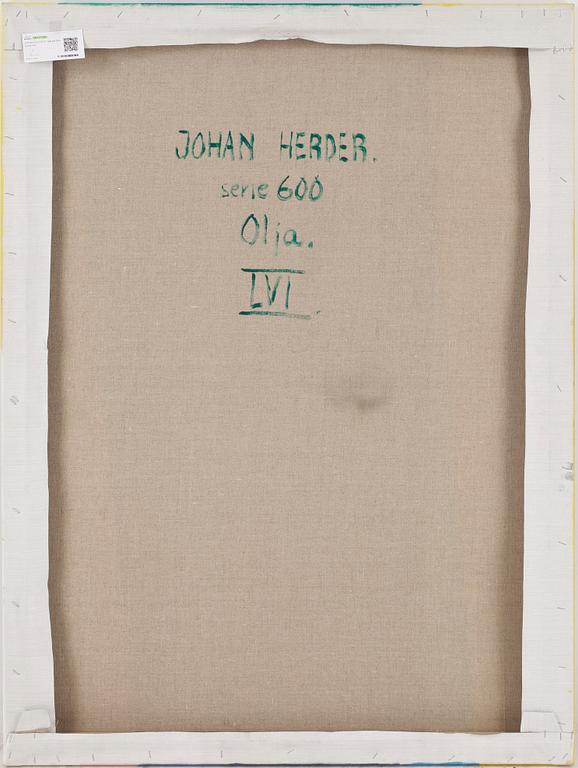 JOHAN HERDER.
serie 600
Olja.
LVI.